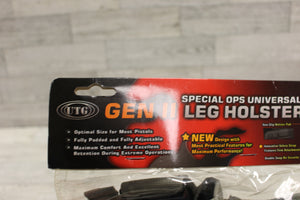 UTG
GEN II
SPECIAL OPS UNIVERSAL
LEG HOLSTER
• Optimal Size for Most Pistols
• Fully Padded and Fully Adjustable
• Maximum Comfort And Excellent
Retention During Extreme Operations
★ NEW Design with
Most Practical Features for
Maximum Performance!